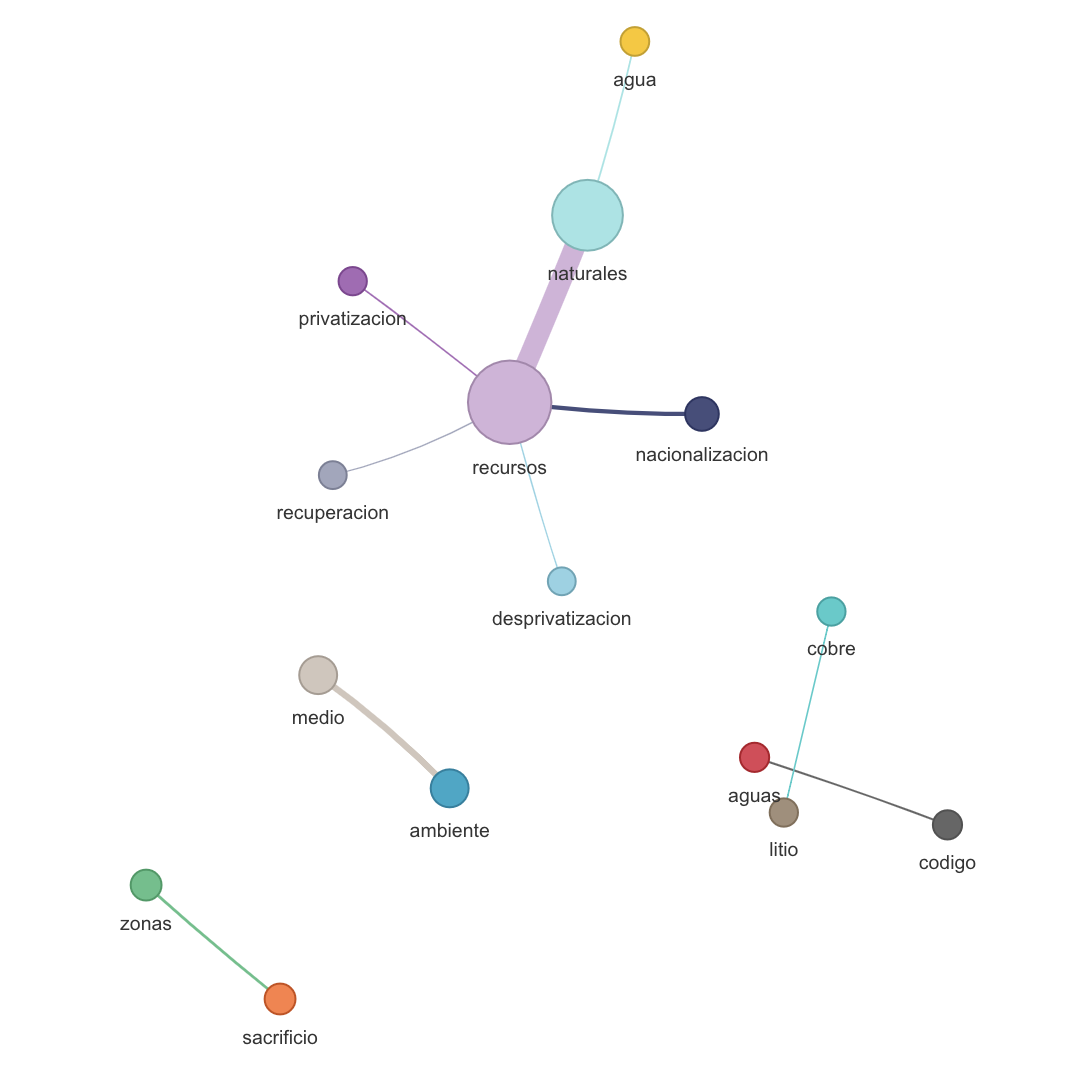 agua
naturales
privatizacion
nacionalizacion
recursos
recuperacion
desprivatizacion
cobre
medio
aguas
ambiente
litio
codigo
zonas
sacrificio